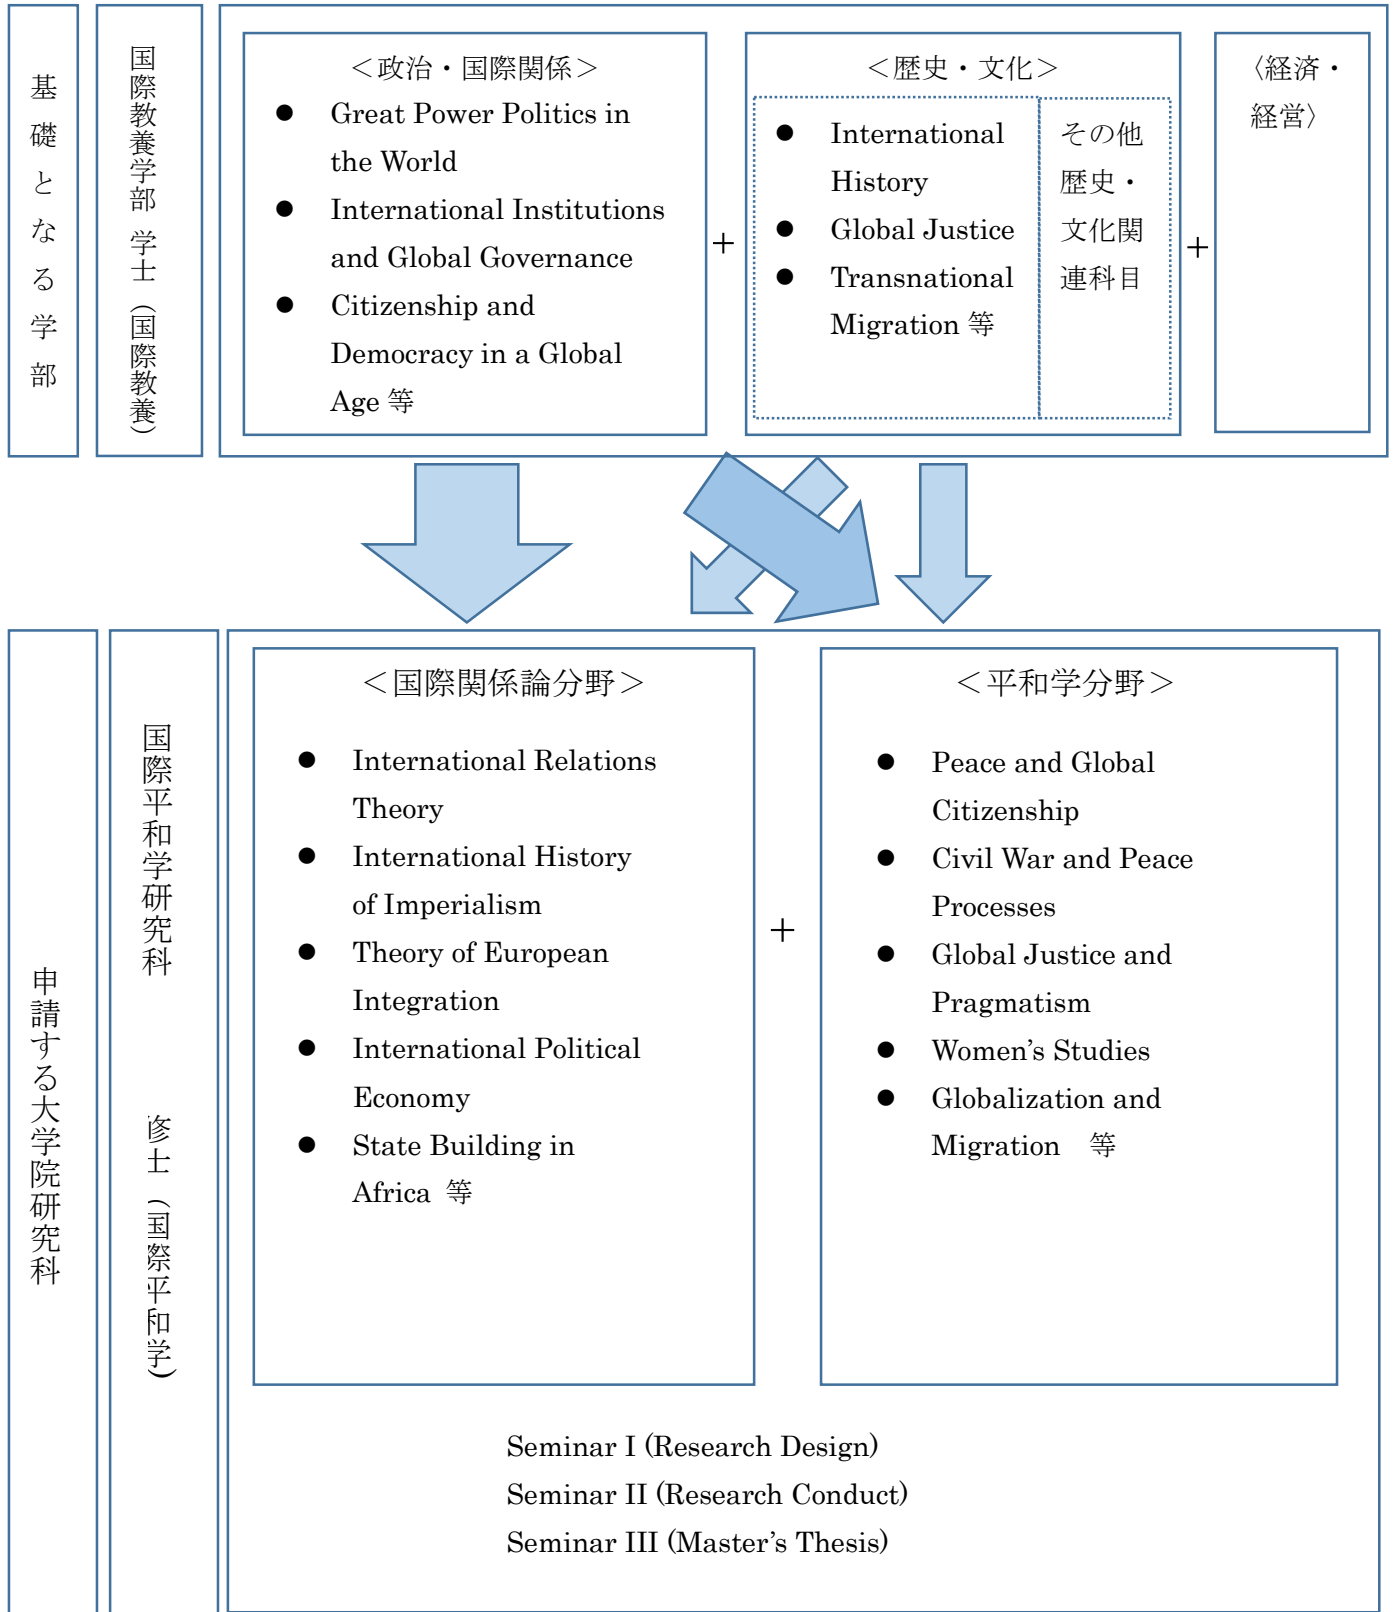 基礎となる学部
国際教養学部 学士（国際教養）
＜政治・国際関係＞
● Great Power Politics in
the World
● International Institutions
and Global Governance
● Citizenship and
Democracy in a Global
Age 等
＋
＜歴史・文化＞
● International
History
● Global Justice
● Transnational
Migration 等
その他
歴史・
文化関
連科目
＋
〈経済・
経営〉
申請する大学院研究科
国際平和学研究科
修士（国際平和学）
＜国際関係論分野＞
● International Relations
Theory
● International History
of Imperialism
● Theory of European
Integration
● International Political
Economy
● State Building in
Africa 等
＋
＜平和学分野＞
● Peace and Global
Citizenship
● Civil War and Peace
Processes
● Global Justice and
Pragmatism
● Women’s Studies
● Globalization and
Migration　等
Seminar I (Research Design)
Seminar II (Research Conduct)
Seminar III (Master’s Thesis)